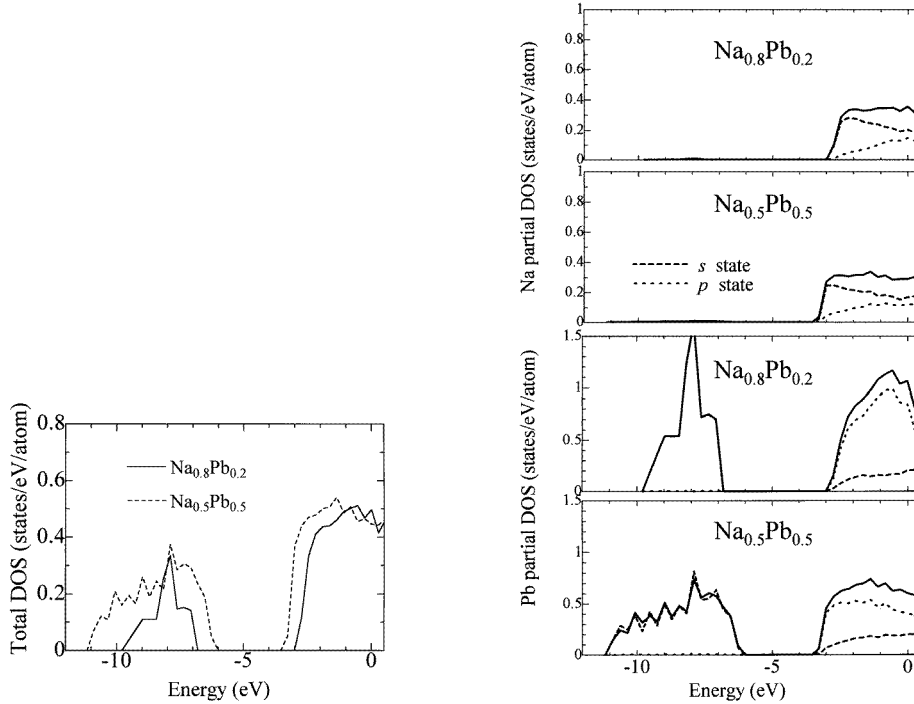 Total DOS (states/eV/atom)
0.8
0.6
0.4
0.2
0
Na0.8Pb0.2
Na0.5Pb0.5
-10
-5
0
Energy (eV)
Na partial DOS (states/eV/atom)
1
0.8
0.6
0.4
0.2
0
Na0.8Pb0.2
1
0.8
0.6
0.4
0.2
0
Na0.5Pb0.5
s state
p state
Pb partial DOS (states/eV/atom)
1.5
1
0.5
0
Na0.8Pb0.2
1.5
1
0.5
0
Na0.5Pb0.5
-10
-5
0
Energy (eV)